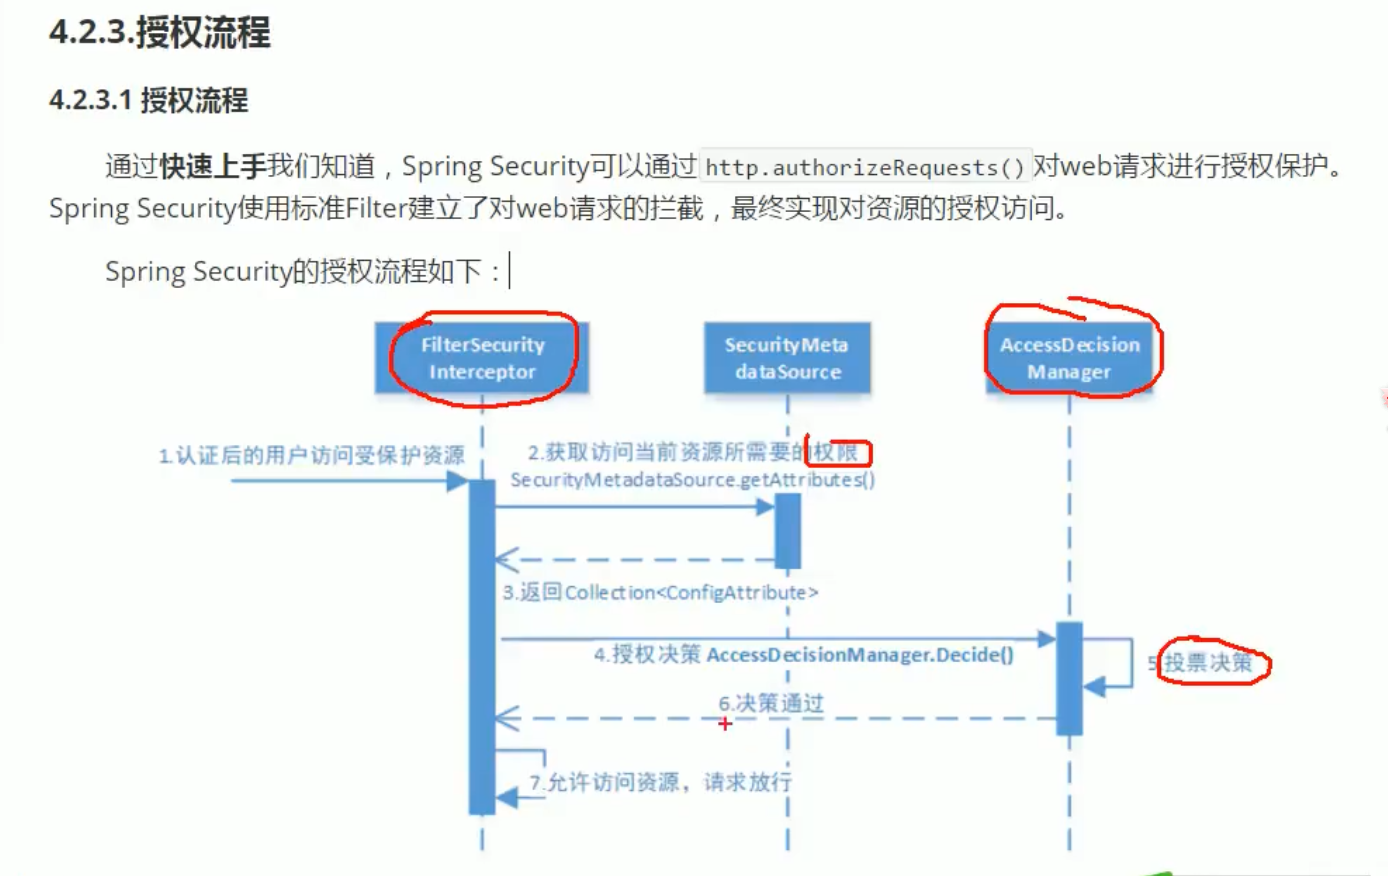 4.2.3.授权流程
4.2.3.1 授权流程
通过快速上手我们知道，Spring Security可以通过 http.authorizeRequests() 对web请求进行授权保护。
Spring Security使用标准Filter建立了对web请求的拦截，最终实现对资源的授权访问。
Spring Security的授权流程如下：
FilterSecurity
Interceptor
SecurityMeta
dataSource
AccessDecision
Manager
1.认证后的用户访问受保护资源
2.获取访问当前资源所需要的权限
SecurityMetadataSource.getAttributes()
3.返回Collection<ConfigAttribute>
4.授权决策 AccessDecisionManager.Decide()
5.投票决策
6.决策通过
7.允许访问资源，请求放行